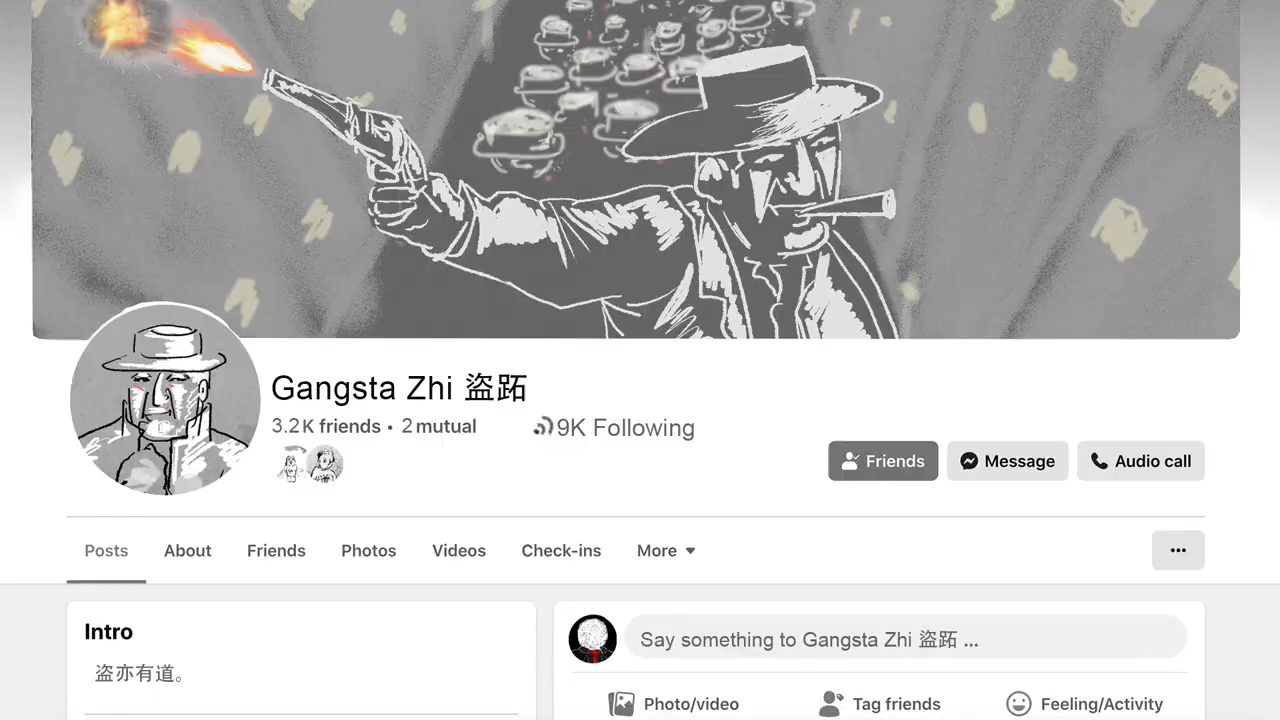 Gangsta Zhi 盜跖
3.2K friends • 2 mutual
9K Following
Friends
Message
Audio call
Posts
About
Friends
Photos
Videos
Check-ins
More
Intro
盗亦有道。
Say something to Gangsta Zhi 盜跖 ...
Photo/video
Tag friends
Feeling/Activity